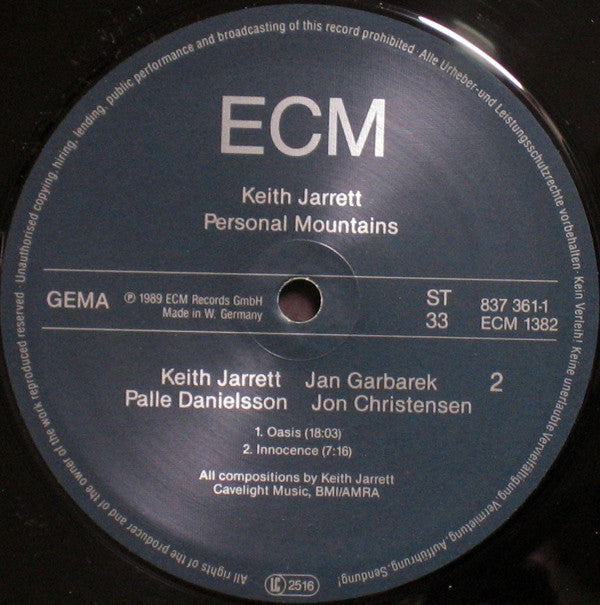 ECM
Keith Jarrett
Personal Mountains
GEMA
℗ 1989 ECM Records GmbH
Made in W. Germany
ST
33
837 361-1
ECM 1382
Keith Jarrett Jan Garbarek
Palle Danielsson Jon Christensen
2
1. Oasis (18:03)
2. Innocence (7:16)
All compositions by Keith Jarrett
Cavelight Music, BMI/AMRA
LC 2516
All rights of the producer and of the owner of the work reproduced reserved · Unauthorised copying, hiring, lending, public performance and broadcasting of this record prohibited · Alle Urheber-und Leistungsschutzrechte vorbehalten · Kein Verleih! Keine unerlaubte Vervielfältigung, Vermietung, Aufführung, Sendung!